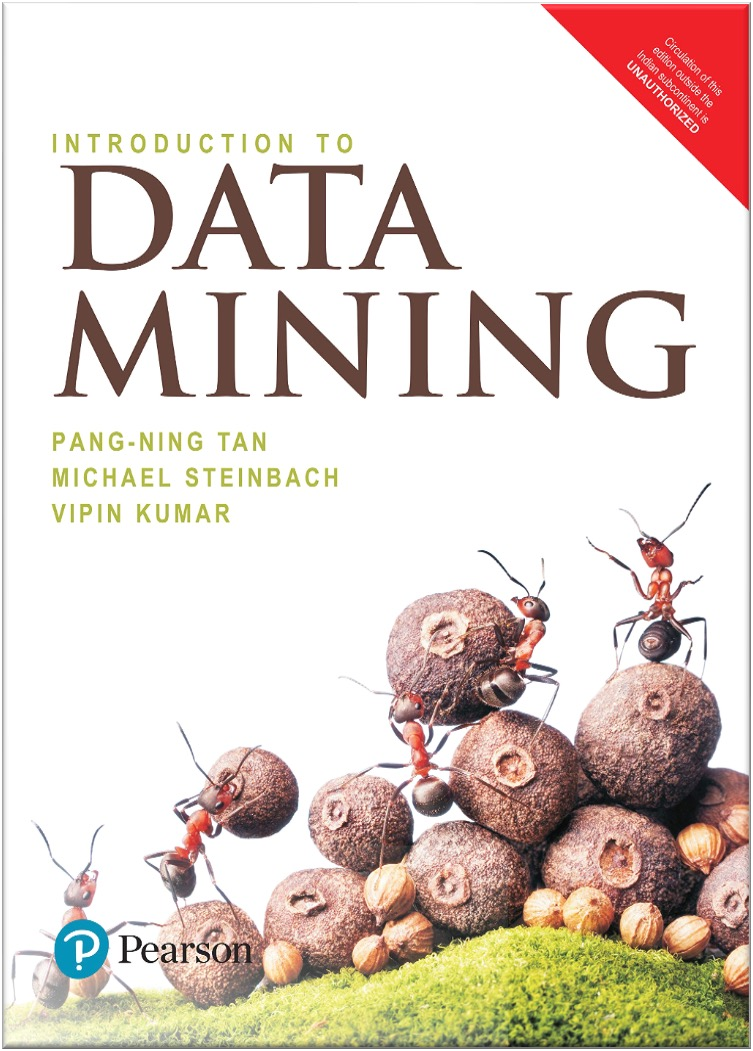 Circulation of this
edition outside the
Indian subcontinent is
UNAUTHORIZED
INTRODUCTION TO
DATA
MINING
PANG-NING TAN
MICHAEL STEINBACH
VIPIN KUMAR
P Pearson